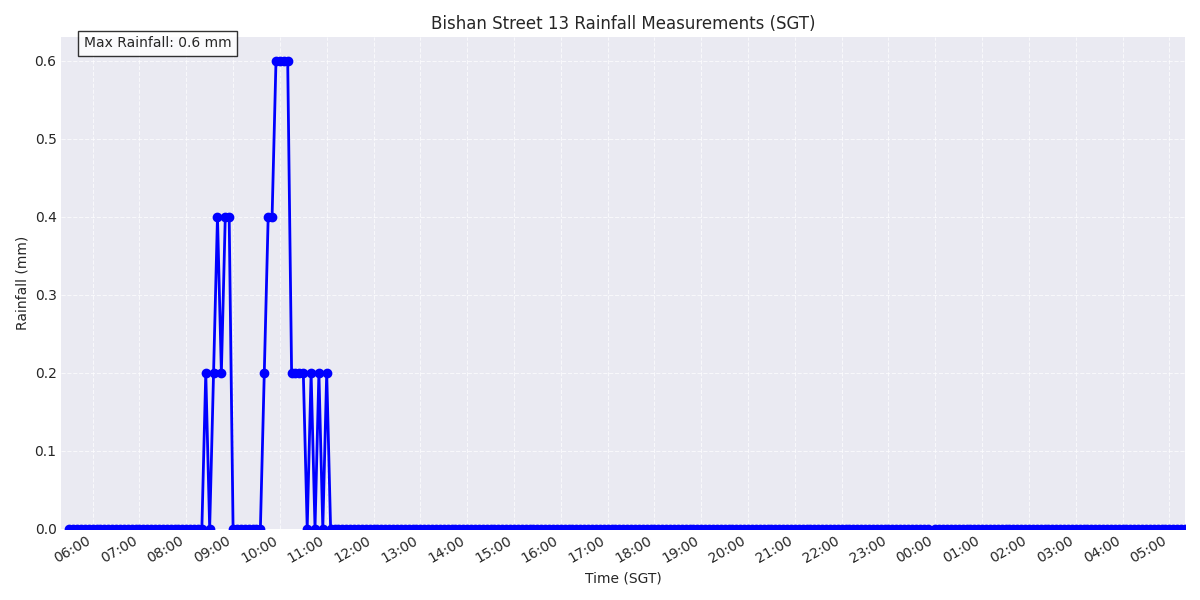 Bishan Street 13 Rainfall Measurements (SGT)
Max Rainfall: 0.6 mm
Rainfall (mm)
0.6
0.5
0.4
0.3
0.2
0.1
0.0
06:00 07:00 08:00 09:00 10:00 11:00 12:00 13:00 14:00 15:00 16:00 17:00 18:00 19:00 20:00 21:00 22:00 23:00 00:00 01:00 02:00 03:00 04:00 05:00
Time (SGT)